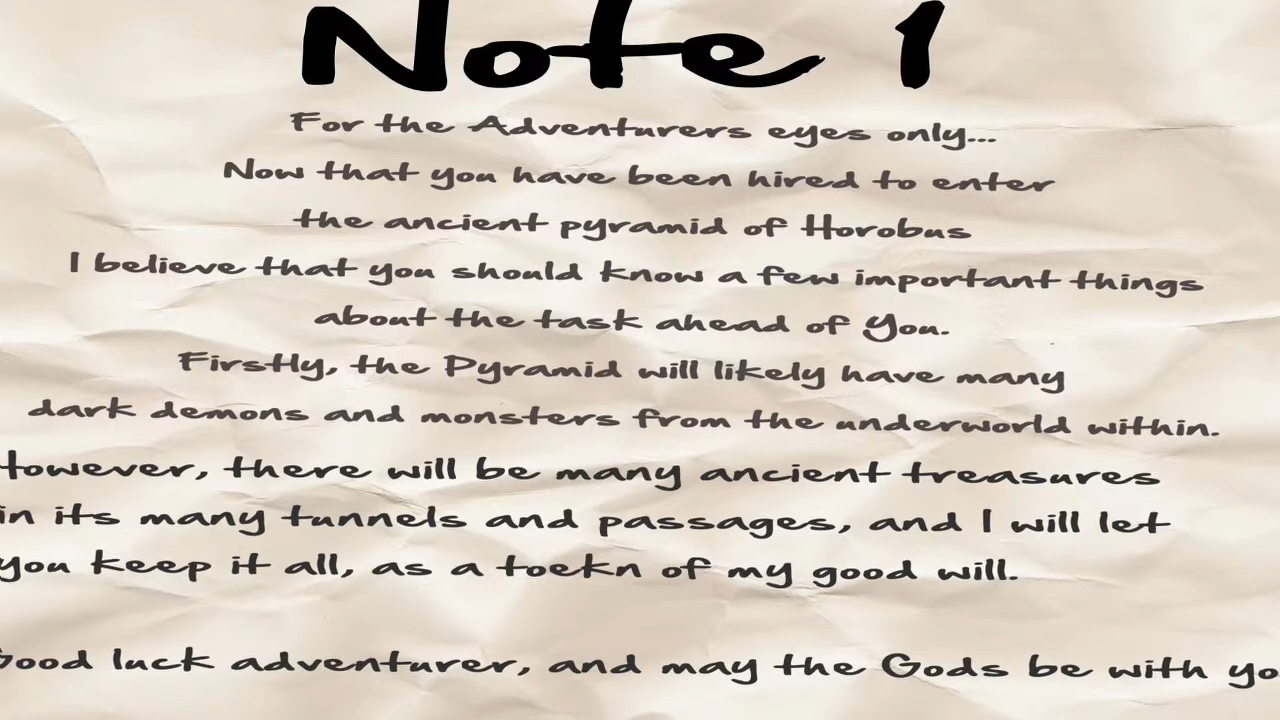 Note 1
For the Adventurers eyes only...
Now that you have been hired to enter
the ancient pyramid of Horobus
I believe that you should know a few important things
about the task ahead of You.
Firstly, the Pyramid will likely have many
dark demons and monsters from the underworld within.
However, there will be many ancient treasures
in its many tunnels and passages, and I will let
you keep it all, as a toekn of my good will.
Good luck adventurer, and may the Gods be with yo